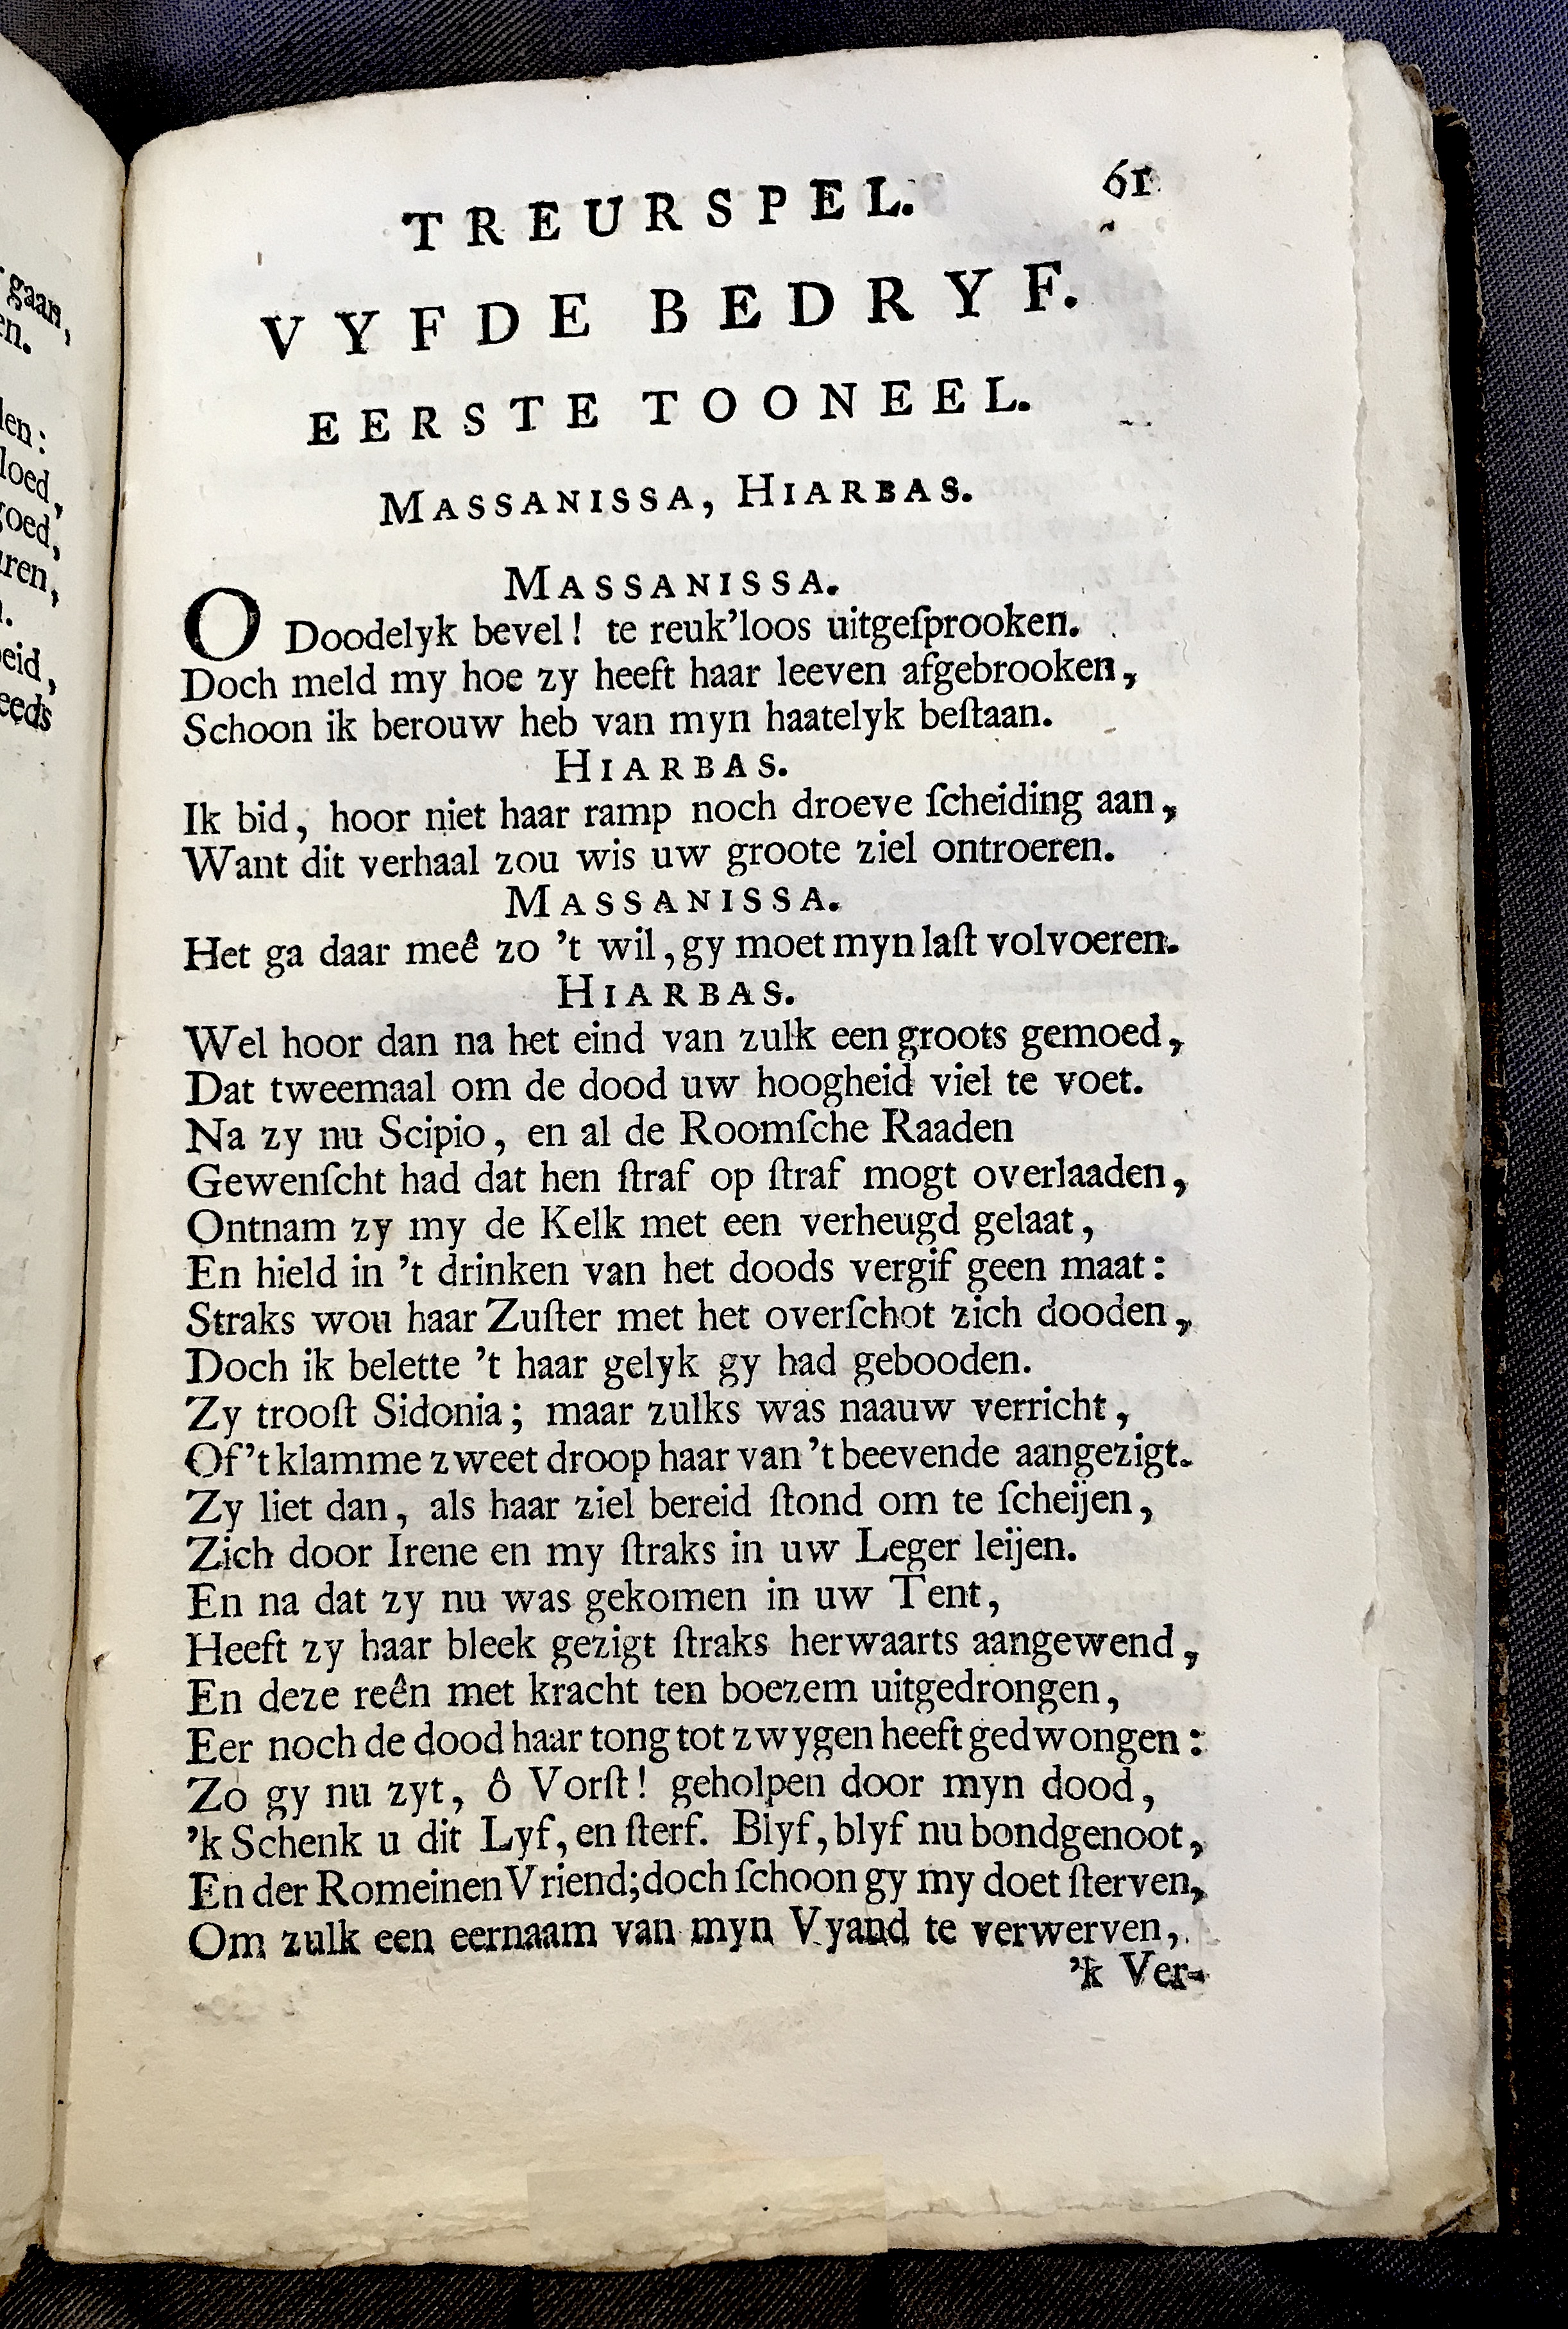 gaan,
en.
len:
loed,
goed,
uren,
eid,
eeds
TREURSPEL. 61
VYFDE BEDRYF.
EERSTE TOONEEL.
MASSANISSA, HIARBAS.
MASSANISSA.
O Doodelyk bevel! te reuk'loos uitgeſprooken.
Doch meld my hoe zy heeft haar leeven afgebrooken,
Schoon ik berouw heb van myn haatelyk beſtaan.
HIARBAS.
Ik bid, hoor niet haar ramp noch droeve ſcheiding aan,
Want dit verhaal zou wis uw groote ziel ontroeren.
MASSANISSA.
Het ga daar meê zo 't wil, gy moet myn laſt volvoeren.
HIARBAS.
Wel hoor dan na het eind van zulk een groots gemoed,
Dat tweemaal om de dood uw hoogheid viel te voet.
Na zy nu Scipio, en al de Roomſche Raaden
Gewenſcht had dat hen ſtraf op ſtraf mogt overlaaden,
Ontnam zy my de Kelk met een verheugd gelaat,
En hield in 't drinken van het doods vergif geen maat:
Straks wou haar Zuſter met het overſchot zich dooden,
Doch ik belette 't haar gelyk gy had gebooden.
Zy trooſt Sidonia; maar zulks was naauw verricht,
Of 't klamme zweet droop haar van 't beevende aangezigt.
Zy liet dan, als haar ziel bereid ſtond om te ſcheijen,
Zich door Irene en my ſtraks in uw Leger leijen.
En na dat zy nu was gekomen in uw Tent,
Heeft zy haar bleek gezigt ſtraks herwaarts aangewend,
En deze reên met kracht ten boezem uitgedrongen,
Eer noch de dood haar tong tot zwygen heeft gedwongen:
Zo gy nu zyt, ô Vorſt! geholpen door myn dood,
'k Schenk u dit Lyf, en ſterf. Blyf, blyf nu bondgenoot,
En der Romeinen Vriend; doch ſchoon gy my doet ſterven,
Om zulk een eernaam van myn Vyand te verwerven,
'k Ver-